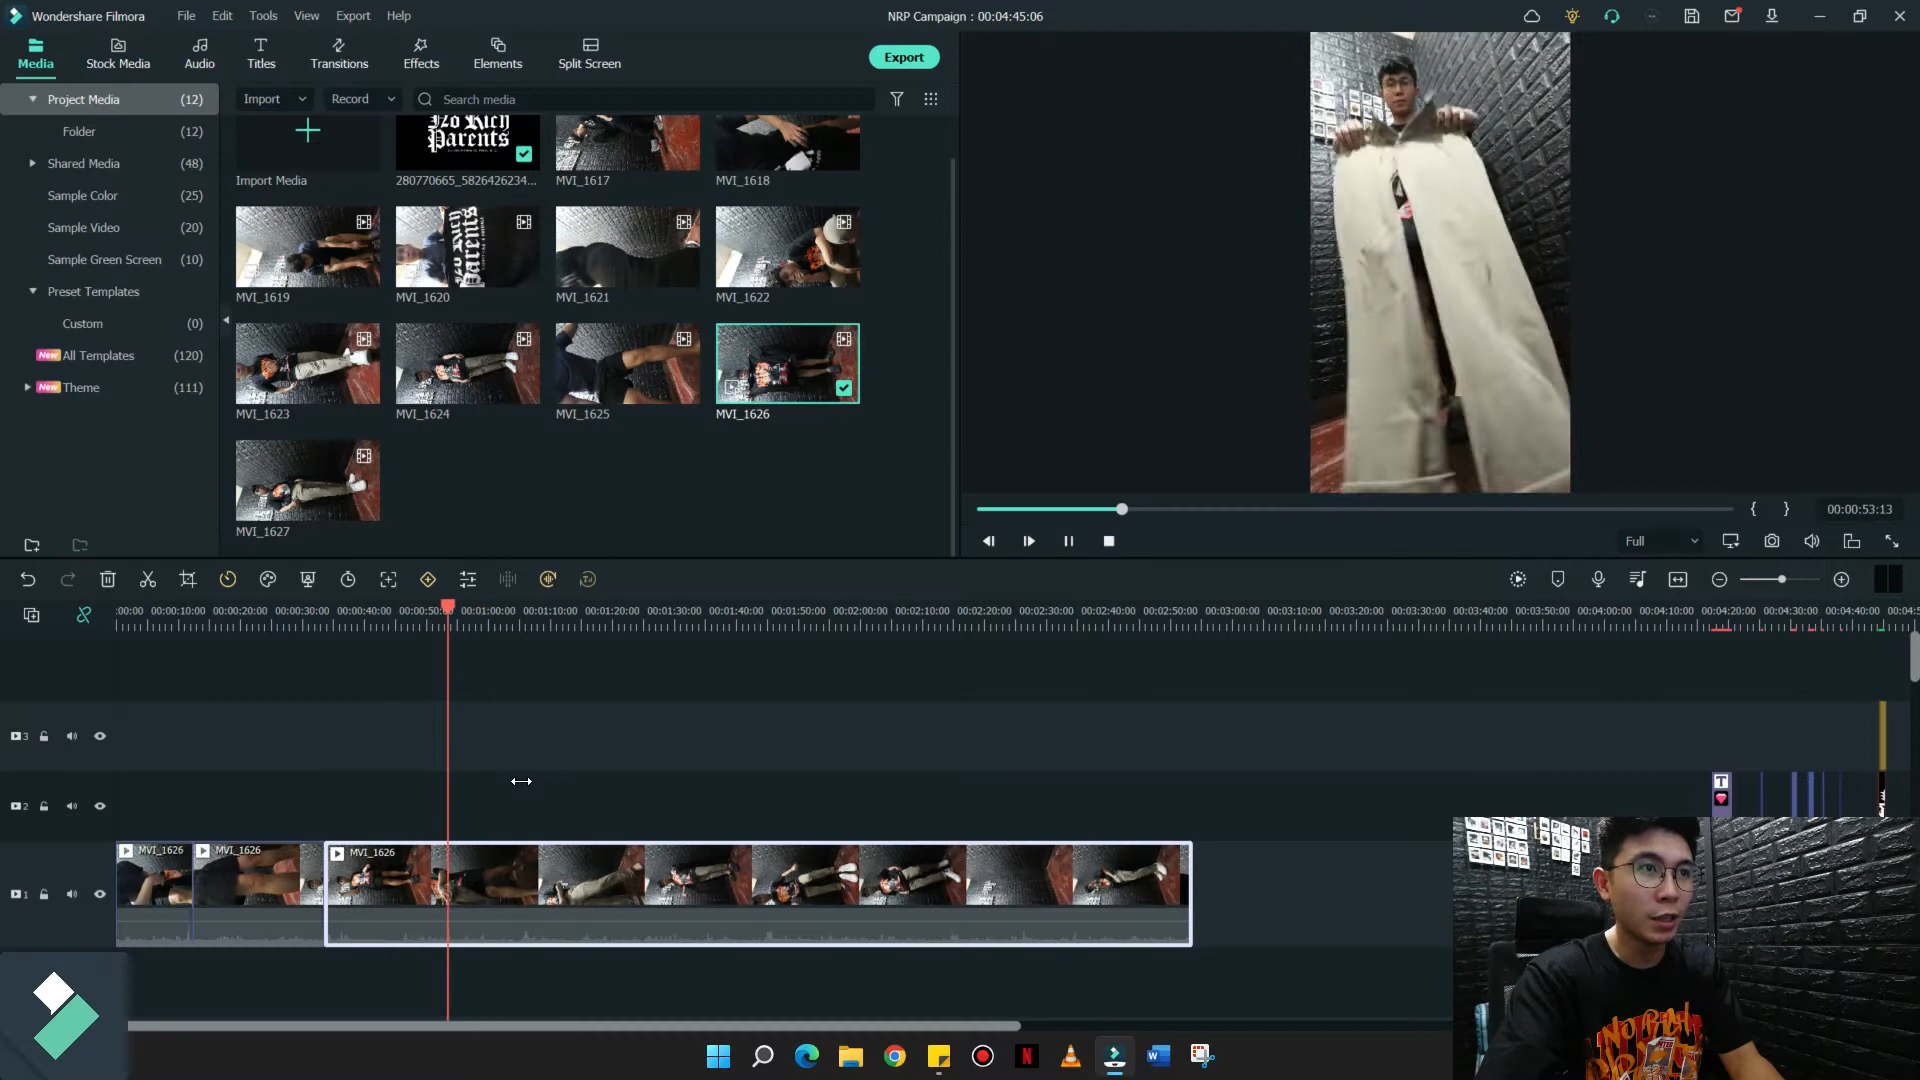 Wondershare Filmora
File
Edit
Tools
View
Export
Help
NRP Campaign : 00:04:45:06
Media
Stock Media
Audio
Titles
Transitions
Effects
Elements
Split Screen
Export
Project Media (12)
Folder (12)
Shared Media (48)
Sample Color (25)
Sample Video (20)
Sample Green Screen (10)
Preset Templates
Custom (0)
New All Templates (120)
New Theme (111)
Import
Record
Search media
Import Media
Rich
Parents
280770665_5826426234...
MVI_1617
MVI_1618
MVI_1619
MVI_1620
MVI_1621
MVI_1622
MVI_1623
MVI_1624
MVI_1625
MVI_1626
MVI_1627
00:00:53:13
Full
:00:00 00:00:10:00 00:00:20:00 00:00:30:00 00:00:40:00 00:00:50:00 00:01:00:00 00:01:10:00 00:01:20:00 00:01:30:00 00:01:40:00 00:01:50:00 00:02:00:00 00:02:10:00 00:02:20:00 00:02:30:00 00:02:40:00 00:02:50:00 00:03:00:00 00:03:10:00 00:03:20:00 00:03:30:00 00:03:40:00 00:03:50:00 00:04:00:00 00:04:10:00 00:04:20:00 00:04:30:00 00:04:40:00 00:04:5
3
2
T
1
MVI_1626
MVI_1626
MVI_1626
NO RICH